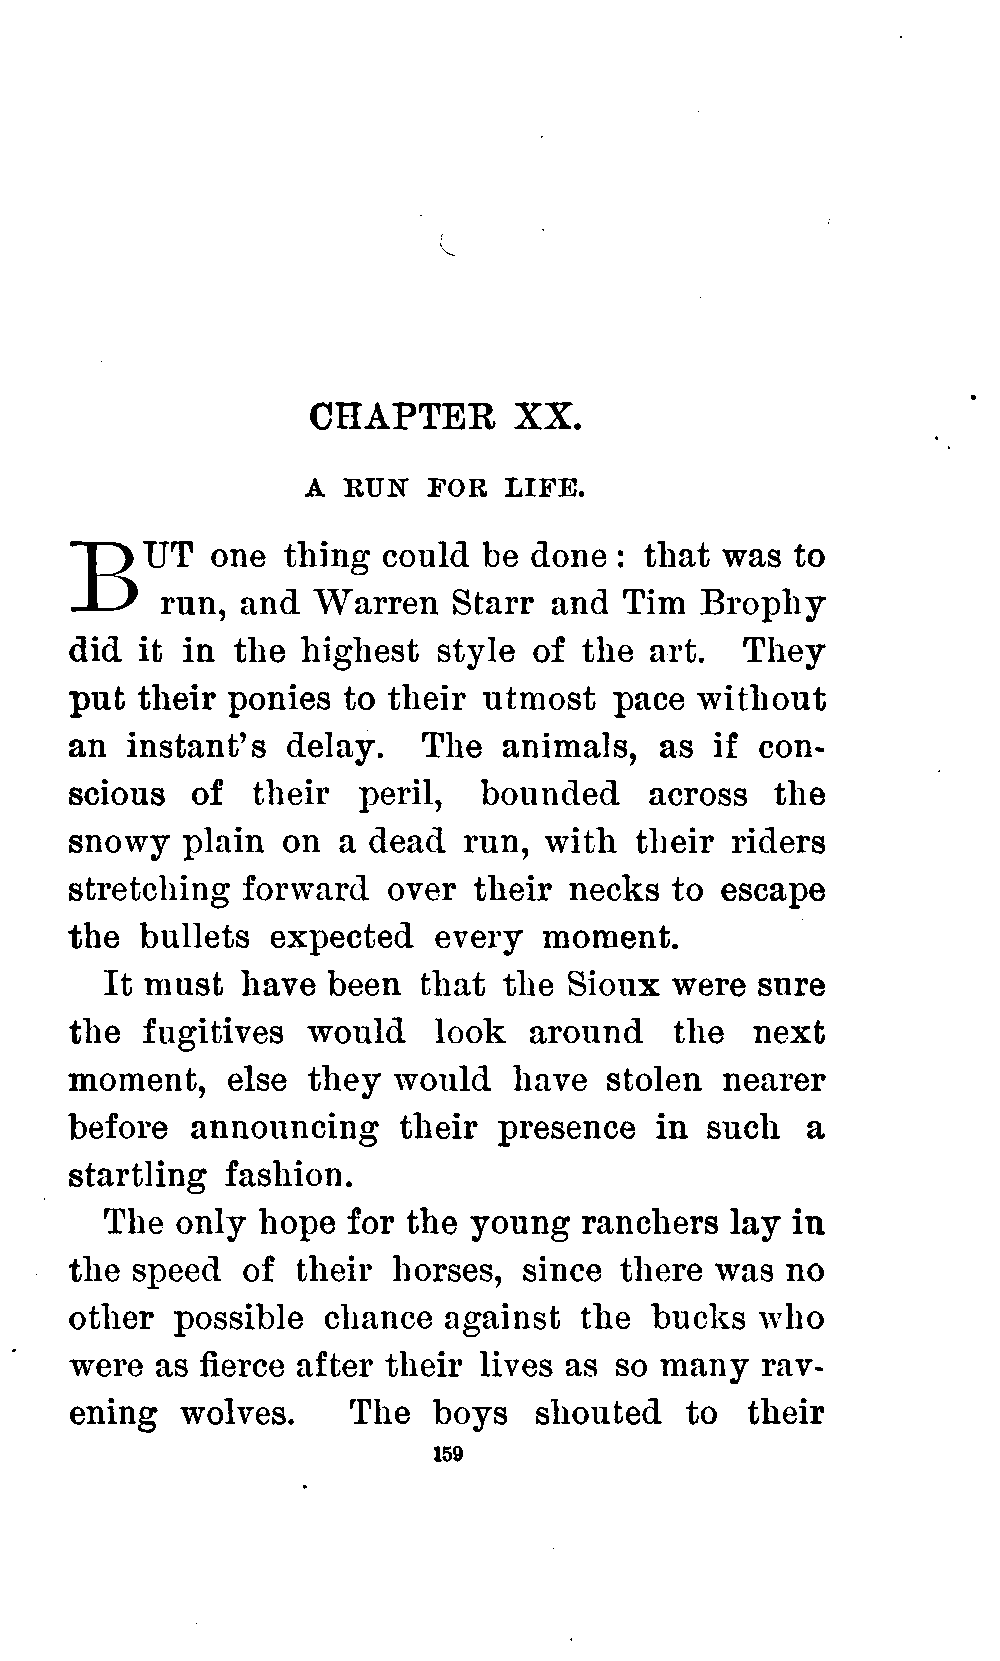 CHAPTER XX.
A RUN FOR LIFE.
BUT one thing could be done: that was to
run, and Warren Starr and Tim Brophy
did it in the highest style of the art. They
put their ponies to their utmost pace without
an instant's delay. The animals, as if con-
scious of their peril, bounded across the
snowy plain on a dead run, with their riders
stretching forward over their necks to escape
the bullets expected every moment.
It must have been that the Sioux were sure
the fugitives would look around the next
moment, else they would have stolen nearer
before announcing their presence in such a
startling fashion.
The only hope for the young ranchers lay in
the speed of their horses, since there was no
other possible chance against the bucks who
were as fierce after their lives as so many rav-
ening wolves. The boys shouted to their
159